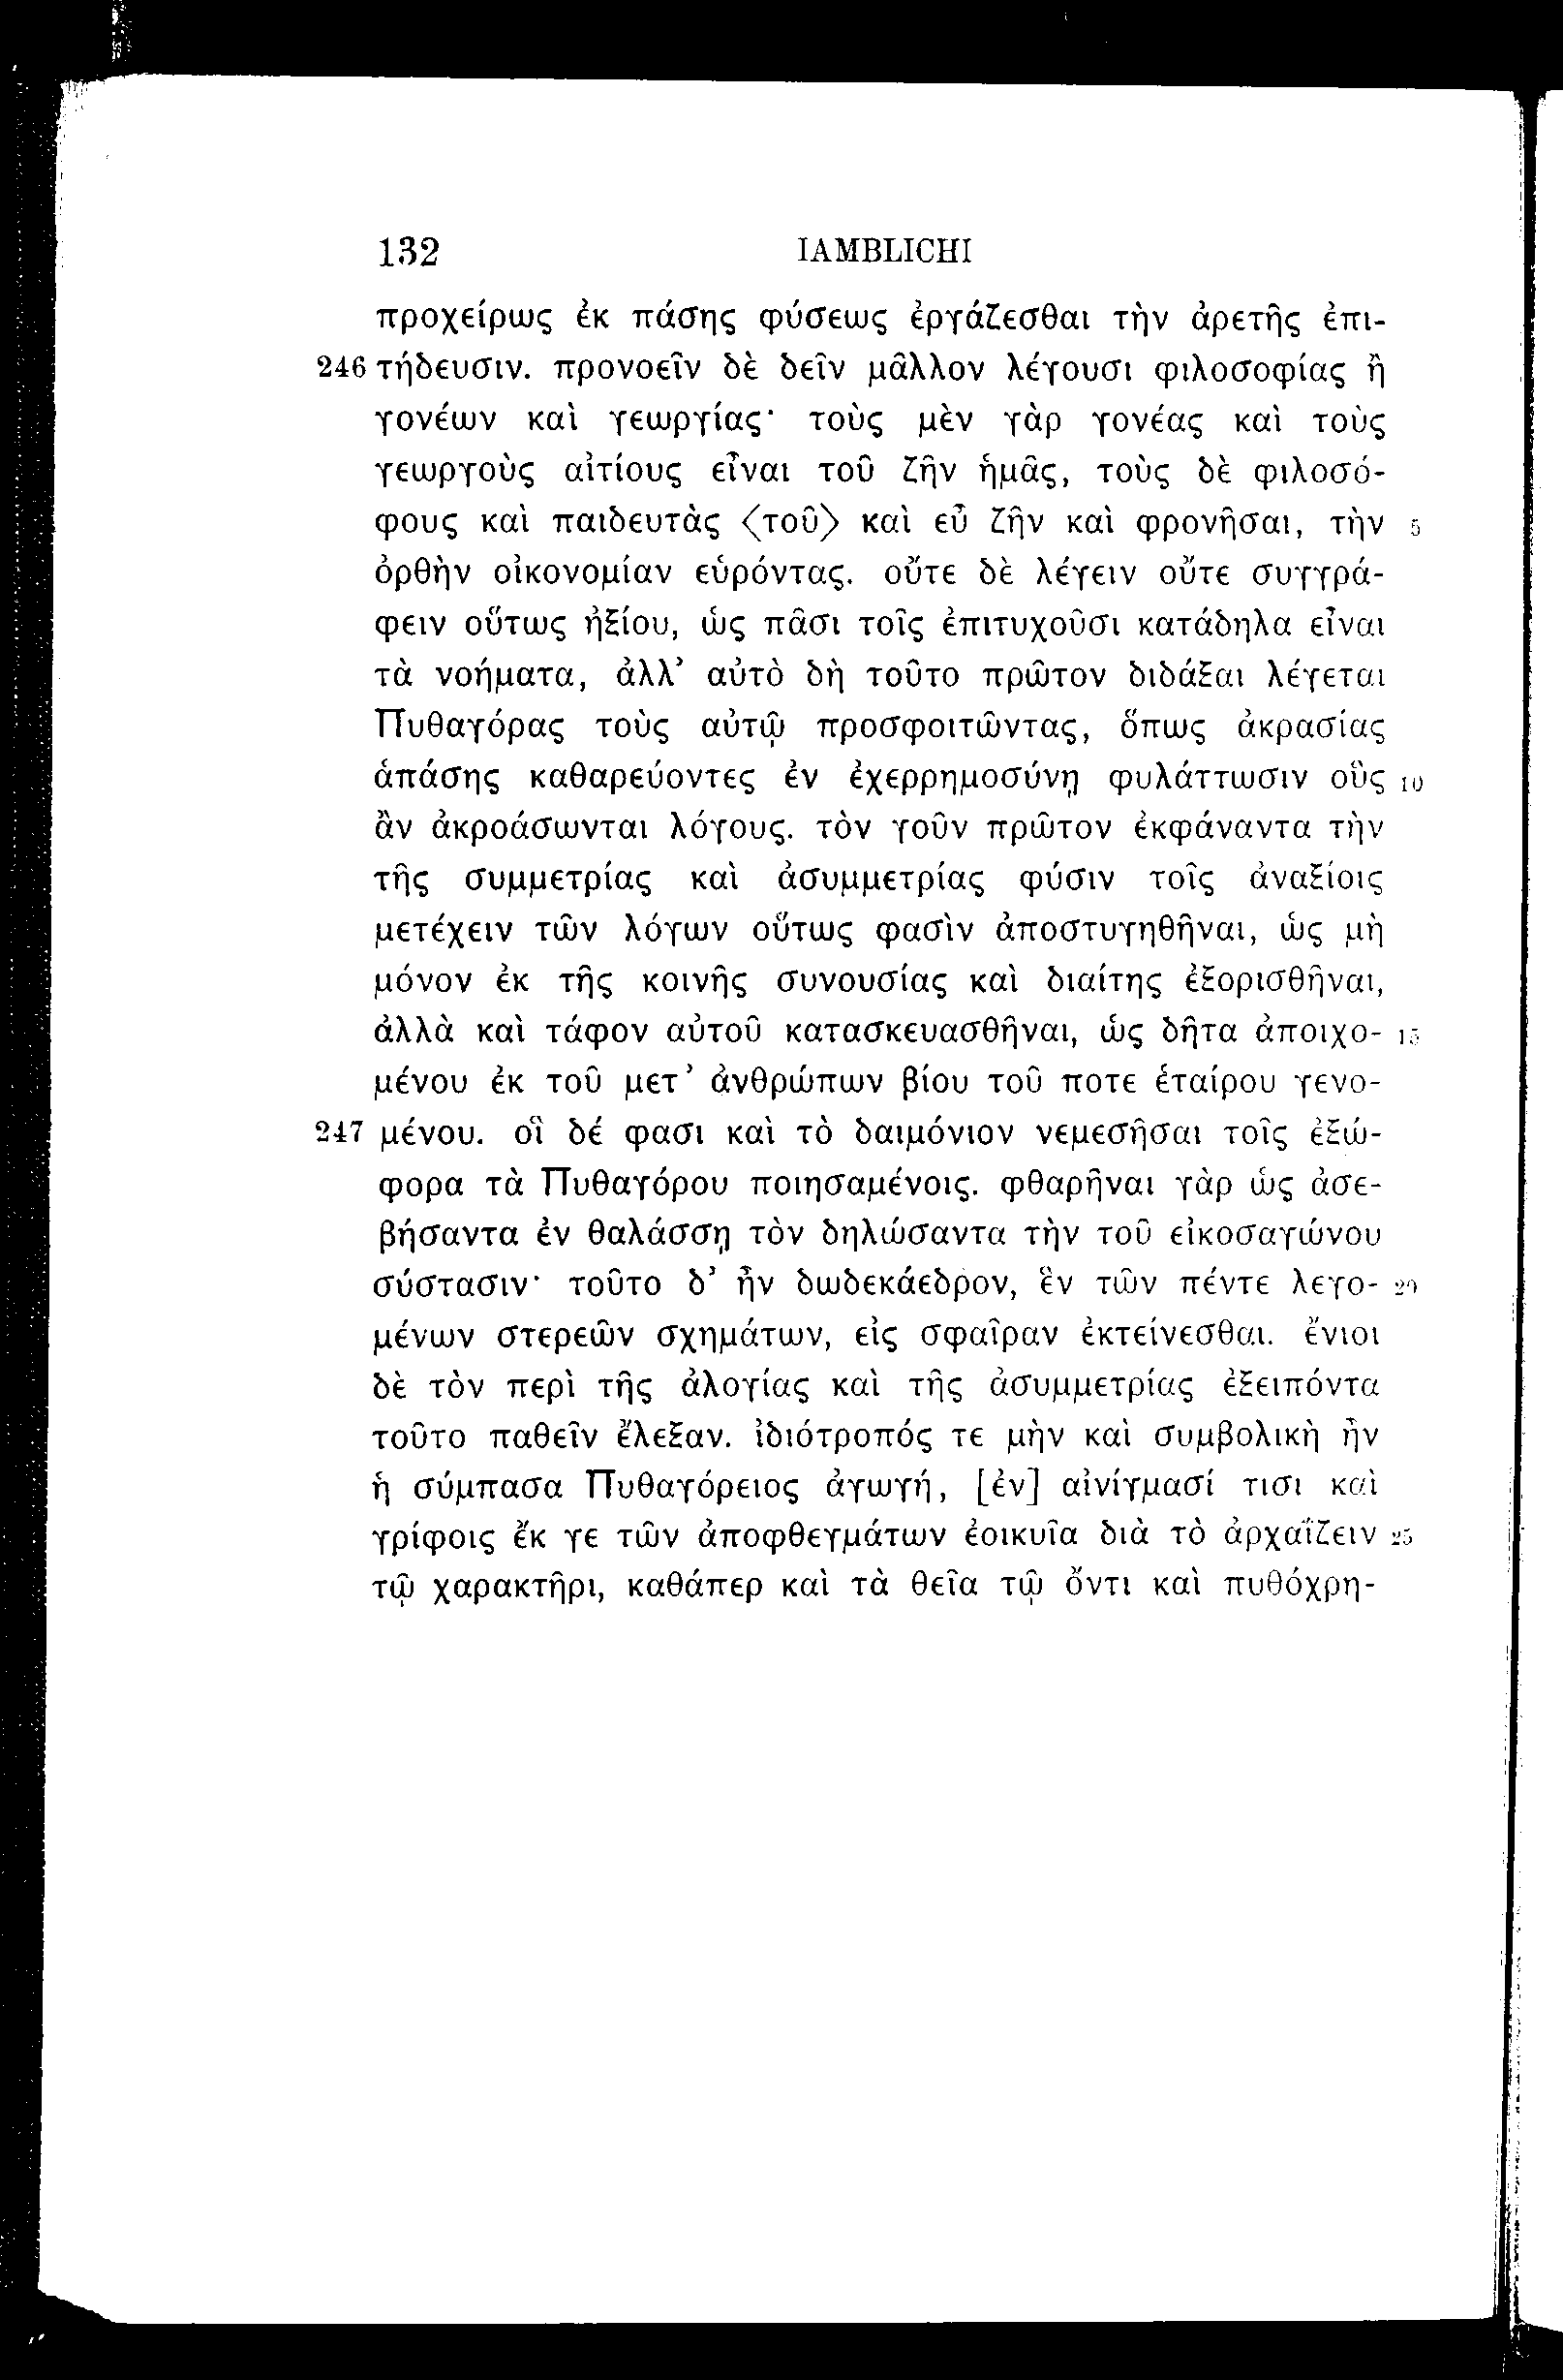 132 IAMBLICHI
προχείρως ἐκ πάσης φύσεως ἐργάζεσθαι τὴν ἀρετῆς ἐπι-
246 τήδευσιν. προνοεῖν δὲ δεῖν μᾶλλον λέγουσι φιλοσοφίας ἢ
γονέων καὶ γεωργίας· τοὺς μὲν γὰρ γονέας καὶ τοὺς
γεωργοὺς αἰτίους εἶναι τοῦ ζῆν ἡμᾶς, τοὺς δὲ φιλοσό-
φους καὶ παιδευτὰς ⟨τοῦ⟩ καὶ εὖ ζῆν καὶ φρονῆσαι, τὴν 5
ὀρθὴν οἰκονομίαν εὑρόντας. οὔτε δὲ λέγειν οὔτε συγγρά-
φειν οὕτως ἠξίου, ὡς πᾶσι τοῖς ἐπιτυχοῦσι κατάδηλα εἶναι
τὰ νοήματα, ἀλλ’ αὐτὸ δὴ τοῦτο πρῶτον διδάξαι λέγεται
Πυθαγόρας τοὺς αὐτῷ προσφοιτῶντας, ὅπως ἀκρασίας
ἁπάσης καθαρεύοντες ἐν ἐχερρημοσύνῃ φυλάττωσιν οὓς 10
ἂν ἀκροάσωνται λόγους. τὸν γοῦν πρῶτον ἐκφάναντα τὴν
τῆς συμμετρίας καὶ ἀσυμμετρίας φύσιν τοῖς ἀναξίοις
μετέχειν τῶν λόγων οὕτως φασὶν ἀποστυγηθῆναι, ὡς μὴ
μόνον ἐκ τῆς κοινῆς συνουσίας καὶ διαίτης ἐξορισθῆναι,
ἀλλὰ καὶ τάφον αὐτοῦ κατασκευασθῆναι, ὡς δῆτα ἀποιχο- 15
μένου ἐκ τοῦ μετ’ ἀνθρώπων βίου τοῦ ποτε ἑταίρου γενο-
247 μένου. οἳ δέ φασι καὶ τὸ δαιμόνιον νεμεσῆσαι τοῖς ἐξώ-
φορα τὰ Πυθαγόρου ποιησαμένοις. φθαρῆναι γὰρ ὡς ἀσε-
βήσαντα ἐν θαλάσσῃ τὸν δηλώσαντα τὴν τοῦ εἰκοσαγώνου
σύστασιν· τοῦτο δ’ ἦν δωδεκάεδρον, ἓν τῶν πέντε λεγο- 20
μένων στερεῶν σχημάτων, εἰς σφαῖραν ἐκτείνεσθαι. ἔνιοι
δὲ τὸν περὶ τῆς ἀλογίας καὶ τῆς ἀσυμμετρίας ἐξειπόντα
τοῦτο παθεῖν ἔλεξαν. ἰδιότροπός τε μὴν καὶ συμβολικὴ ἦν
ἡ σύμπασα Πυθαγόρειος ἀγωγή, [ἐν] αἰνίγμασί τισι καὶ
γρίφοις ἔκ γε τῶν ἀποφθεγμάτων ἐοικυῖα διὰ τὸ ἀρχαΐζειν 25
τῷ χαρακτῆρι, καθάπερ καὶ τὰ θεῖα τῷ ὄντι καὶ πυθόχρη-